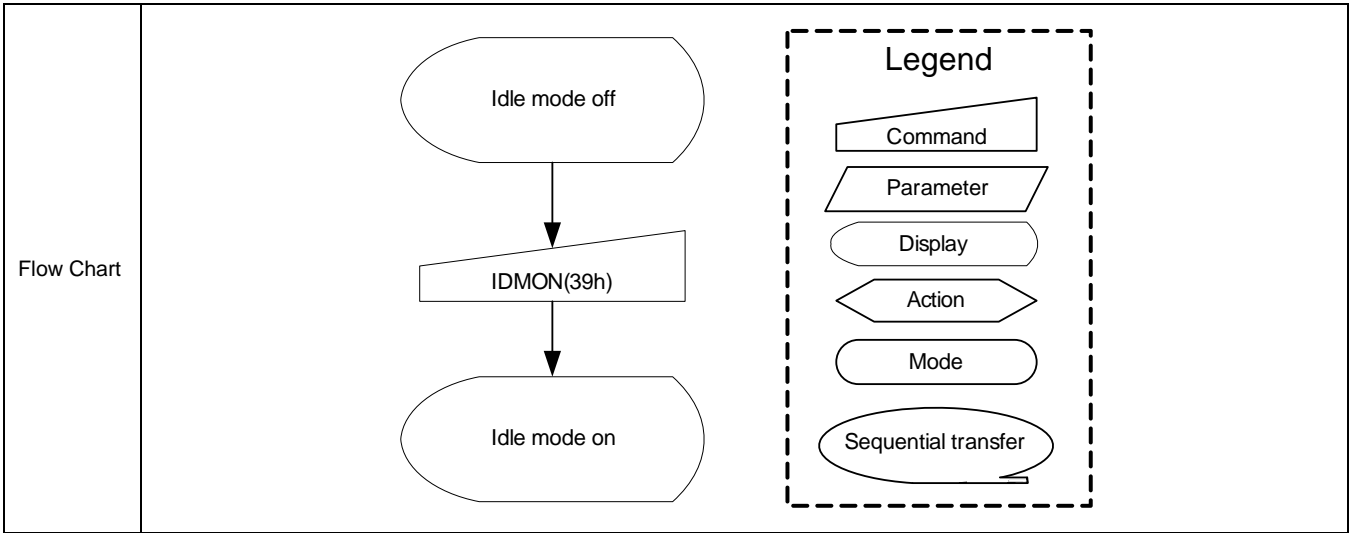 Flow Chart
Idle mode off
IDMON(39h)
Idle mode on
Legend
Command
Parameter
Display
Action
Mode
Sequential transfer